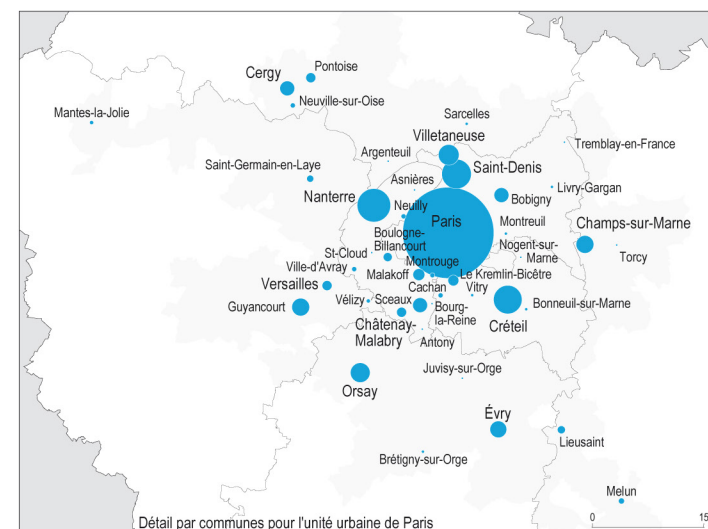 Pontoise
Cergy
Neuville-sur-Oise
Mantes-la-Jolie
Sarcelles
Villetaneuse
Tremblay-en-France
Argenteuil
Saint-Germain-en-Laye
Saint-Denis
Asnières
Livry-Gargan
Bobigny
Nanterre
Neuilly
Paris
Montreuil
Champs-sur-Marne
Boulogne-
Billancourt
Nogent-sur-
Marne
St-Cloud
Torcy
Ville-d'Avray
Montrouge
Malakoff
Le Kremlin-Bicêtre
Versailles
Cachan
Vitry
Vélizy
Sceaux
Bourg-
la-Reine
Bonneuil-sur-Marne
Guyancourt
Châtenay-
Malabry
Créteil
Antony
Juvisy-sur-Orge
Orsay
Évry
Lieusaint
Brétigny-sur-Orge
Melun
Détail par communes pour l'unité urbaine de Paris
0 15